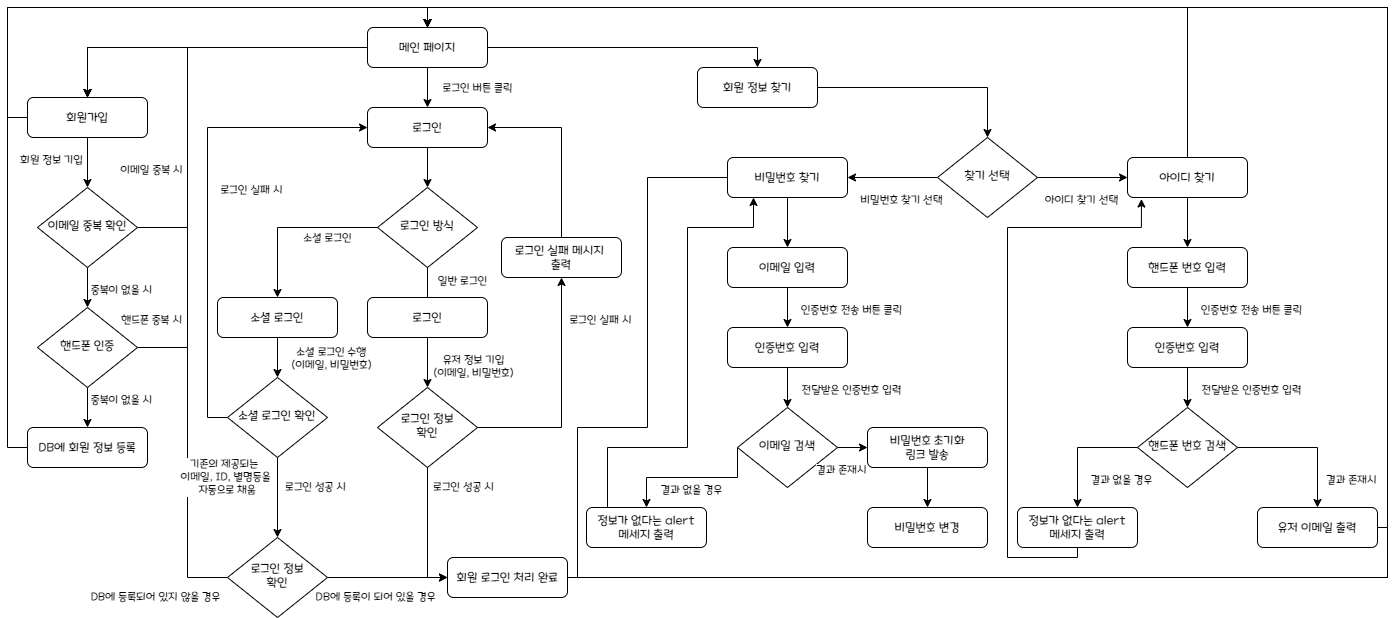 메인 페이지
로그인 버튼 클릭
회원 정보 찾기
회원가입
로그인
회원 정보 기입
이메일 중복 시
로그인 실패 시
비밀번호 찾기
찾기 선택
아이디 찾기
비밀번호 찾기 선택
아이디 찾기 선택
이메일 중복 확인
로그인 방식
소셜 로그인
로그인 실패 메시지
출력
이메일 입력
핸드폰 번호 입력
일반 로그인
중복이 없을 시
핸드폰 중복 시
소셜 로그인
로그인
로그인 실패 시
인증번호 전송 버튼 클릭
인증번호 전송 버튼 클릭
핸드폰 인증
소셜 로그인 수행
(이메일, 비밀번호)
유저 정보 기입
(이메일, 비밀번호)
인증번호 입력
인증번호 입력
중복이 없을 시
전달받은 인증번호 입력
전달받은 인증번호 입력
소셜 로그인 확인
로그인 정보
확인
DB에 회원 정보 등록
이메일 검색
비밀번호 초기화
링크 발송
핸드폰 번호 검색
결과 존재시
기존의 제공되는
이메일, ID, 별명등을
자동으로 채움
로그인 성공 시
로그인 성공 시
결과 없을 경우
결과 없을 경우
결과 존재시
정보가 없다는 alert
메세지 출력
비밀번호 변경
정보가 없다는 alert
메세지 출력
유저 이메일 출력
로그인 정보
확인
회원 로그인 처리 완료
DB에 등록되어 있지 않을 경우
DB에 등록이 되어 있을 경우